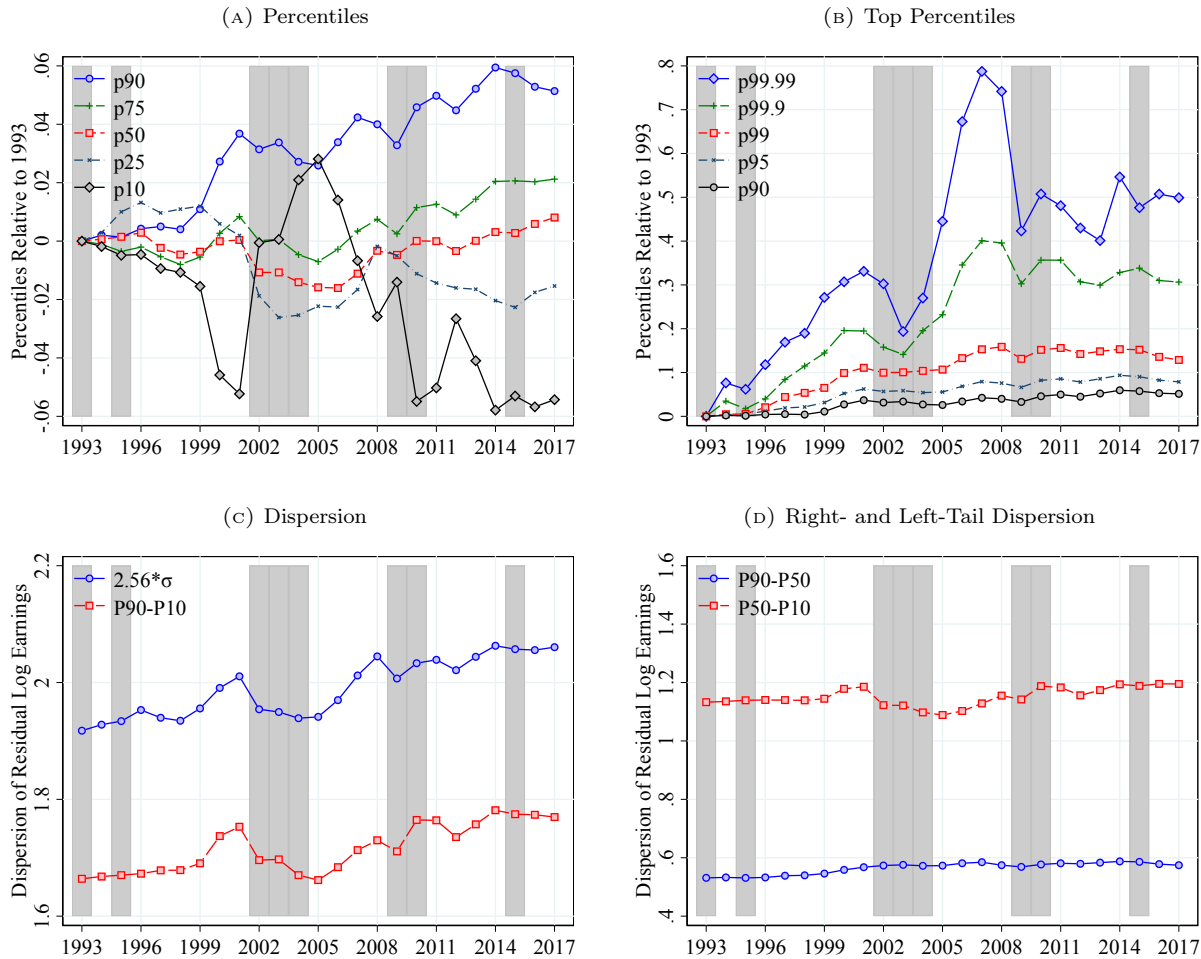 (A) Percentiles
Percentiles Relative to 1993
.06
.04
.02
0
-.02
-.04
-.06
p90
p75
p50
p25
p10
1993 1996 1999 2002 2005 2008 2011 2014 2017
(B) Top Percentiles
Percentiles Relative to 1993
.8
.7
.6
.5
.4
.3
.2
.1
0
p99.99
p99.9
p99
p95
p90
1993 1996 1999 2002 2005 2008 2011 2014 2017
(C) Dispersion
Dispersion of Residual Log Earnings
2.2
2
1.8
1.6
2.56*σ
P90-P10
1993 1996 1999 2002 2005 2008 2011 2014 2017
(D) Right- and Left-Tail Dispersion
Dispersion of Residual Log Earnings
1.6
1.4
1.2
1
.8
.6
.4
P90-P50
P50-P10
1993 1996 1999 2002 2005 2008 2011 2014 2017